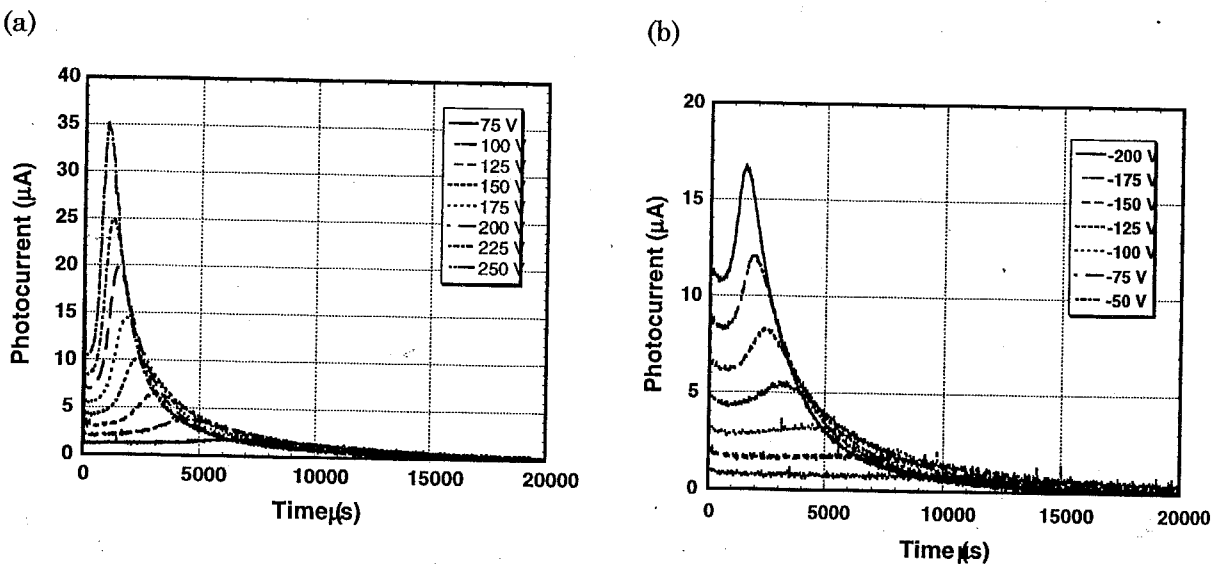 (a)
40
35
30
25
20
15
10
5
0
Photocurrent (μA)
75 V
100 V
125 V
150 V
175 V
200 V
225 V
250 V
0 5000 10000 15000 20000
Time μ(s)
(b)
20
15
10
5
0
Photocurrent (μA)
-200 V
-175 V
-150 V
-125 V
-100 V
-75 V
-50 V
0 5000 10000 15000 20000
Time μ(s)